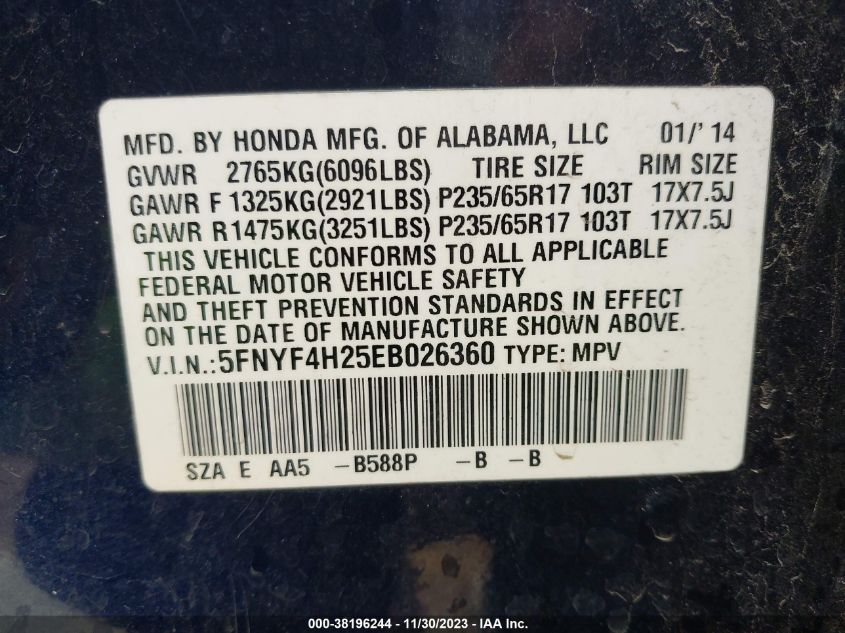 MFD. BY HONDA MFG. OF ALABAMA, LLC 01/'14
GVWR 2765KG(6096LBS) TIRE SIZE RIM SIZE
GAWR F 1325KG(2921LBS) P235/65R17 103T 17X7.5J
GAWR R1475KG(3251LBS) P235/65R17 103T 17X7.5J
THIS VEHICLE CONFORMS TO ALL APPLICABLE
FEDERAL MOTOR VEHICLE SAFETY
AND THEFT PREVENTION STANDARDS IN EFFECT
ON THE DATE OF MANUFACTURE SHOWN ABOVE.
V.I.N.:5FNYF4H25EB026360 TYPE: MPV
SZA E AA5 -B588P -B -B
000-38196244 - 11/30/2023 - IAA Inc.